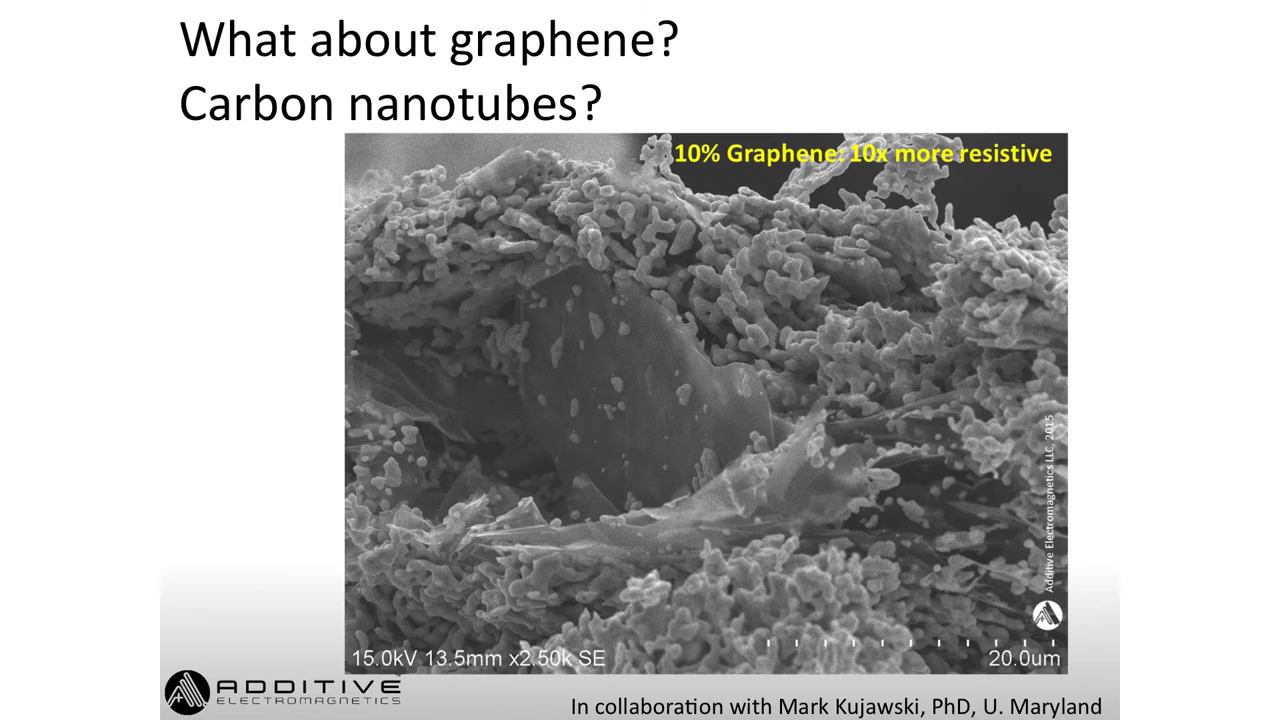 What about graphene?
Carbon nanotubes?
10% Graphene: 10x more resistive
Additive Electromagnetics LLC, 2015
15.0kV 13.5mm x2.50k SE
20.0um
ADDITIVE
ELECTROMAGNETICS
In collaboration with Mark Kujawski, PhD, U. Maryland